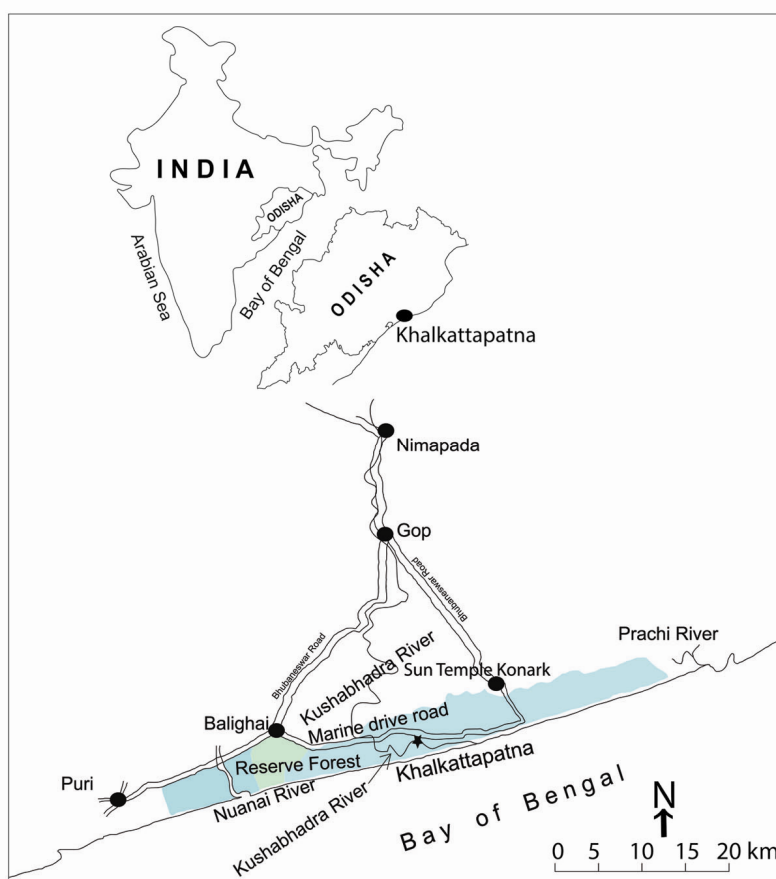 INDIA
ODISHA
Arabian Sea
Bay of Bengal
ODISHA
Khalkattapatna
Nimapada
Gop
Bhubaneswar Road
Bhubaneswar Road
Prachi River
Kushabhadra River
Sun Temple Konark
Balighai
Marine drive road
Reserve Forest
Khalkattapatna
Puri
Nuanai River
Kushabhadra River
Bay of Bengal
N
0 5 10 15 20 km